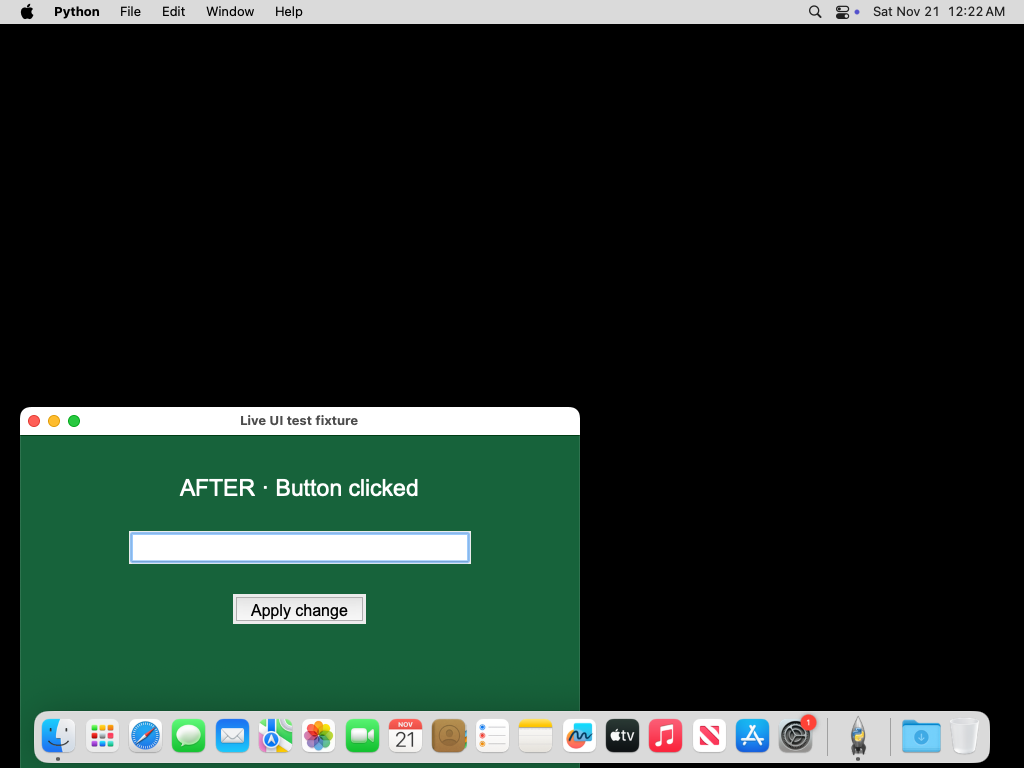 Python File Edit Window Help Sat Nov 21 12:22 AM
Live UI test fixture
AFTER · Button clicked
Apply change
NOV
21
tv
1